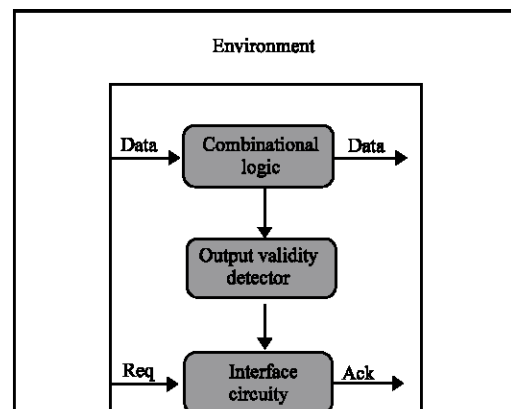 Environment
Data
Combinational
logic
Data
Output validity
detector
Req
Interface
circuity
Ack